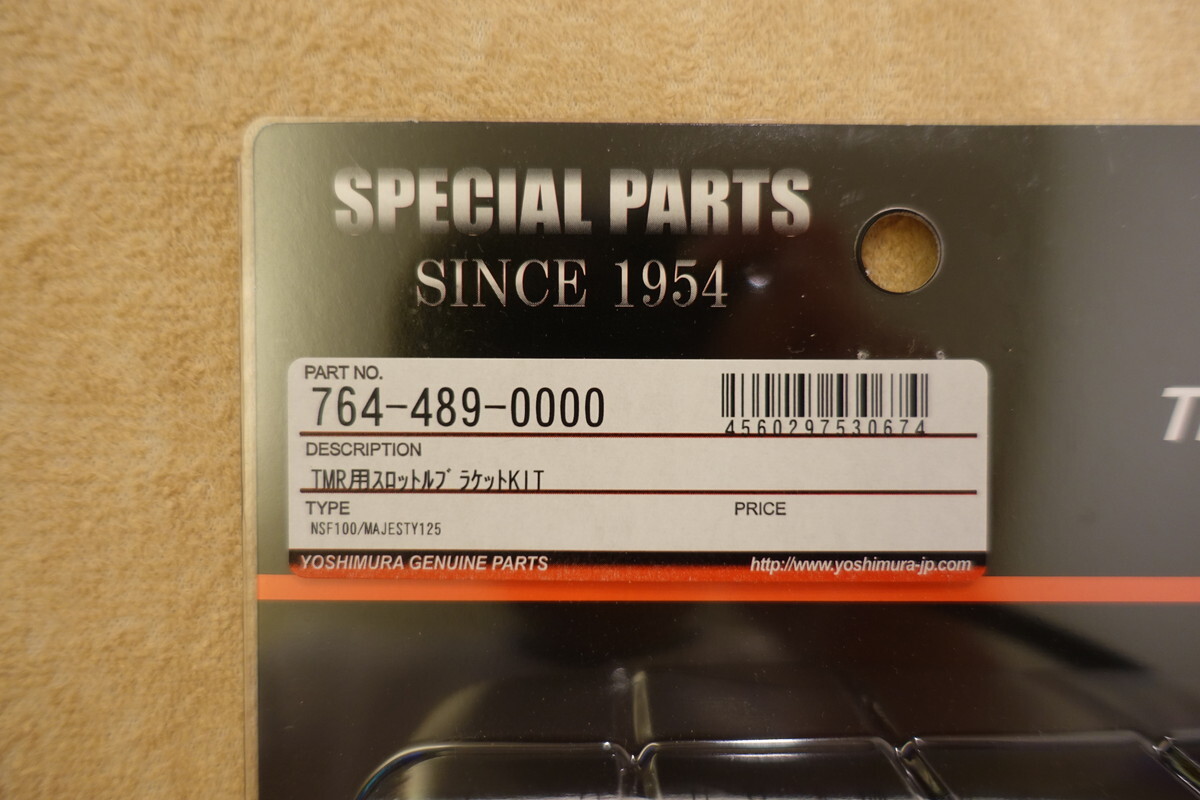 SPECIAL PARTS
SINCE 1954
PART NO.
764-489-0000
4560297530674
DESCRIPTION
TMR用ｽﾛｯﾄﾙﾌﾞﾗｹｯﾄKIT
TYPE
PRICE
NSF100/MAJESTY125
YOSHIMURA GENUINE PARTS
http://www.yoshimura-jp.com